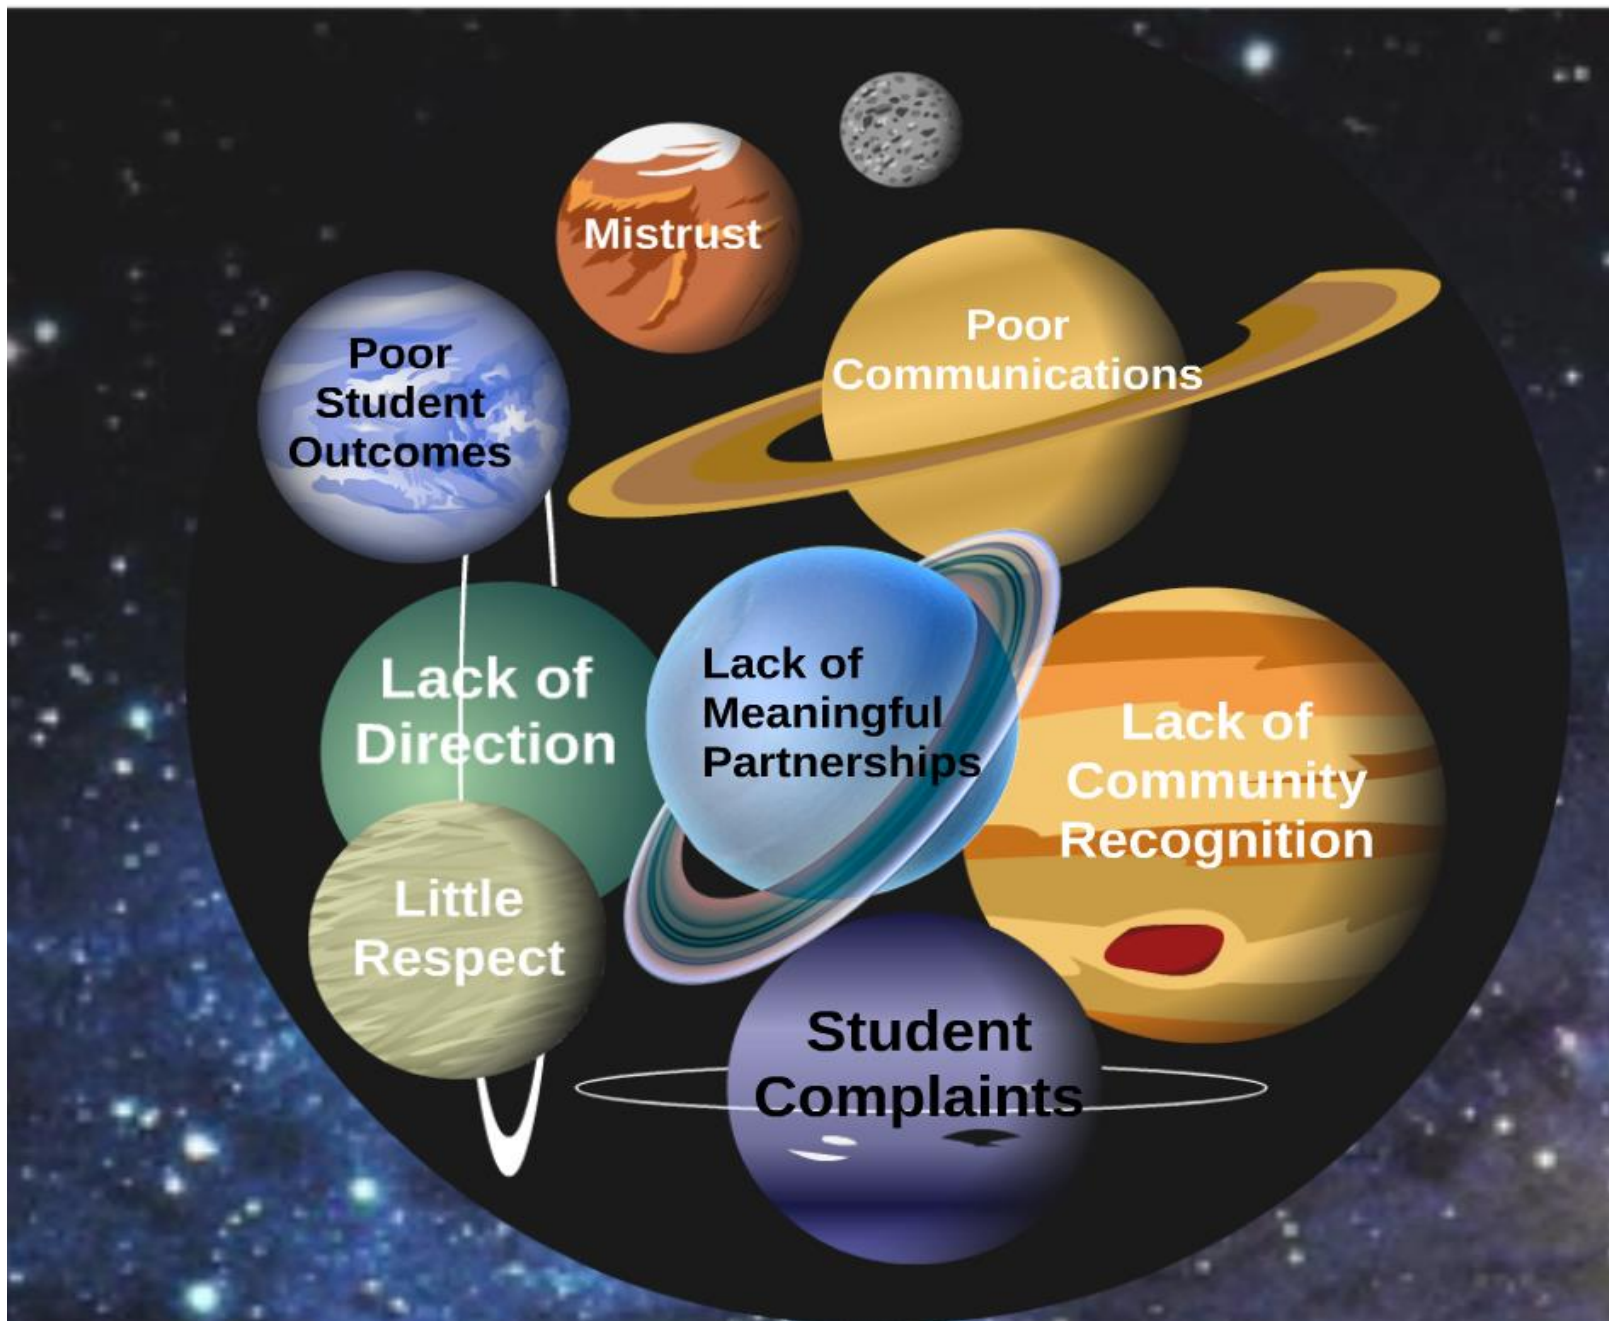 Mistrust
Poor
Communications
Poor
Student
Outcomes
Lack of
Direction
Lack of
Meaningful
Partnerships
Lack of
Community
Recognition
Little
Respect
Student
Complaints